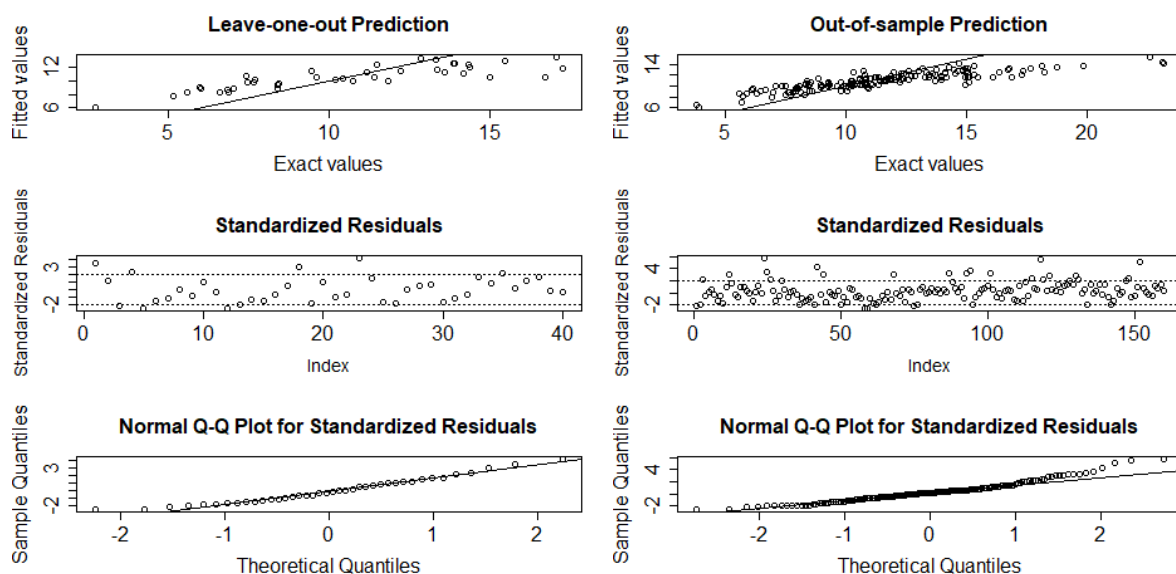 Leave-one-out Prediction
Fitted values
6 12
5 10 15
Exact values
Out-of-sample Prediction
Fitted values
6 14
5 10 15 20
Exact values
Standardized Residuals
Standardized Residuals
-2 3
0 10 20 30 40
Index
Standardized Residuals
Standardized Residuals
-2 4
0 50 100 150
Index
Normal Q-Q Plot for Standardized Residuals
Sample Quantiles
-2 3
-2 -1 0 1 2
Theoretical Quantiles
Normal Q-Q Plot for Standardized Residuals
Sample Quantiles
-2 4
-3 -2 -1 0 1 2
Theoretical Quantiles